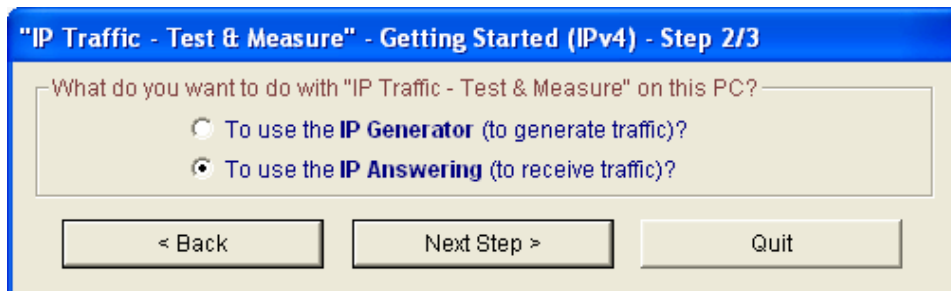 "IP Traffic - Test & Measure" - Getting Started (IPv4) - Step 2/3
What do you want to do with "IP Traffic - Test & Measure" on this PC?
To use the IP Generator (to generate traffic)?
To use the IP Answering (to receive traffic)?
< Back Next Step > Quit